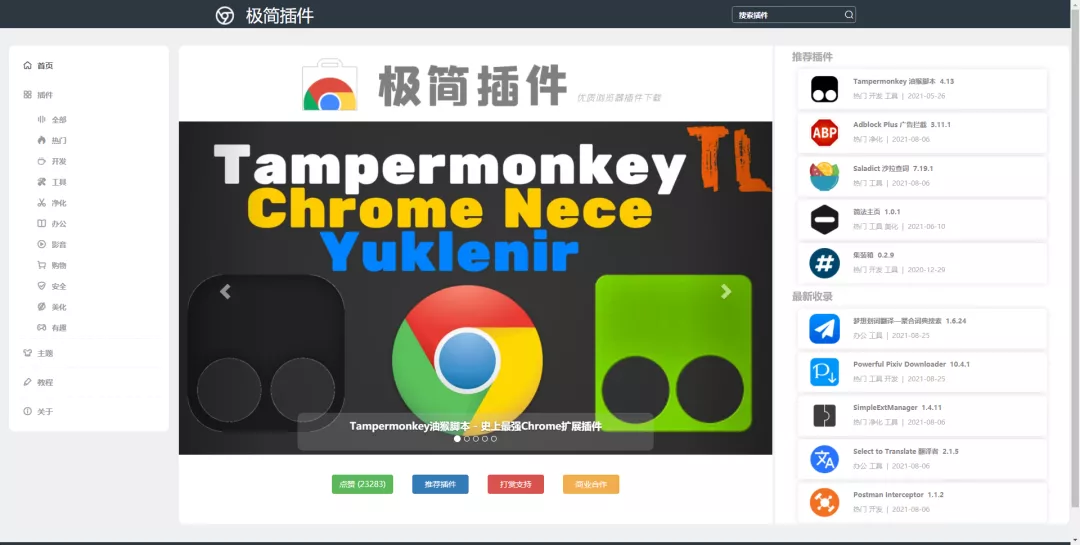 极简插件
搜索插件
首页
插件
全部
热门
开发
工具
净化
办公
影音
购物
安全
美化
有趣
主题
教程
关于
极简插件
优质浏览器插件下载
Tampermonkey TL
Chrome Nece
Yuklenir
Tampermonkey油猴脚本 - 史上最强Chrome扩展插件
点赞 (23283)
推荐插件
打赏支持
商业合作
推荐插件
Tampermonkey 油猴脚本 4.13
热门 开发 工具 | 2021-05-26
ABP
Adblock Plus 广告拦截 3.11.1
热门 净化 | 2021-08-06
Saladict 沙拉查词 7.19.1
热门 工具 | 2021-08-06
简法主页 1.0.1
热门 工具 美化 | 2021-06-10
集装箱 0.2.9
热门 开发 工具 | 2020-12-29
最新收录
梦想划词翻译—聚合词典搜索 1.6.24
办公 工具 | 2021-08-25
Powerful Pixiv Downloader 10.4.1
热门 工具 开发 | 2021-08-25
SimpleExtManager 1.4.11
热门 净化 工具 | 2021-08-06
Select to Translate 翻译者 2.1.5
办公 工具 | 2021-08-06
Postman Interceptor 1.1.2
热门 开发 | 2021-08-06